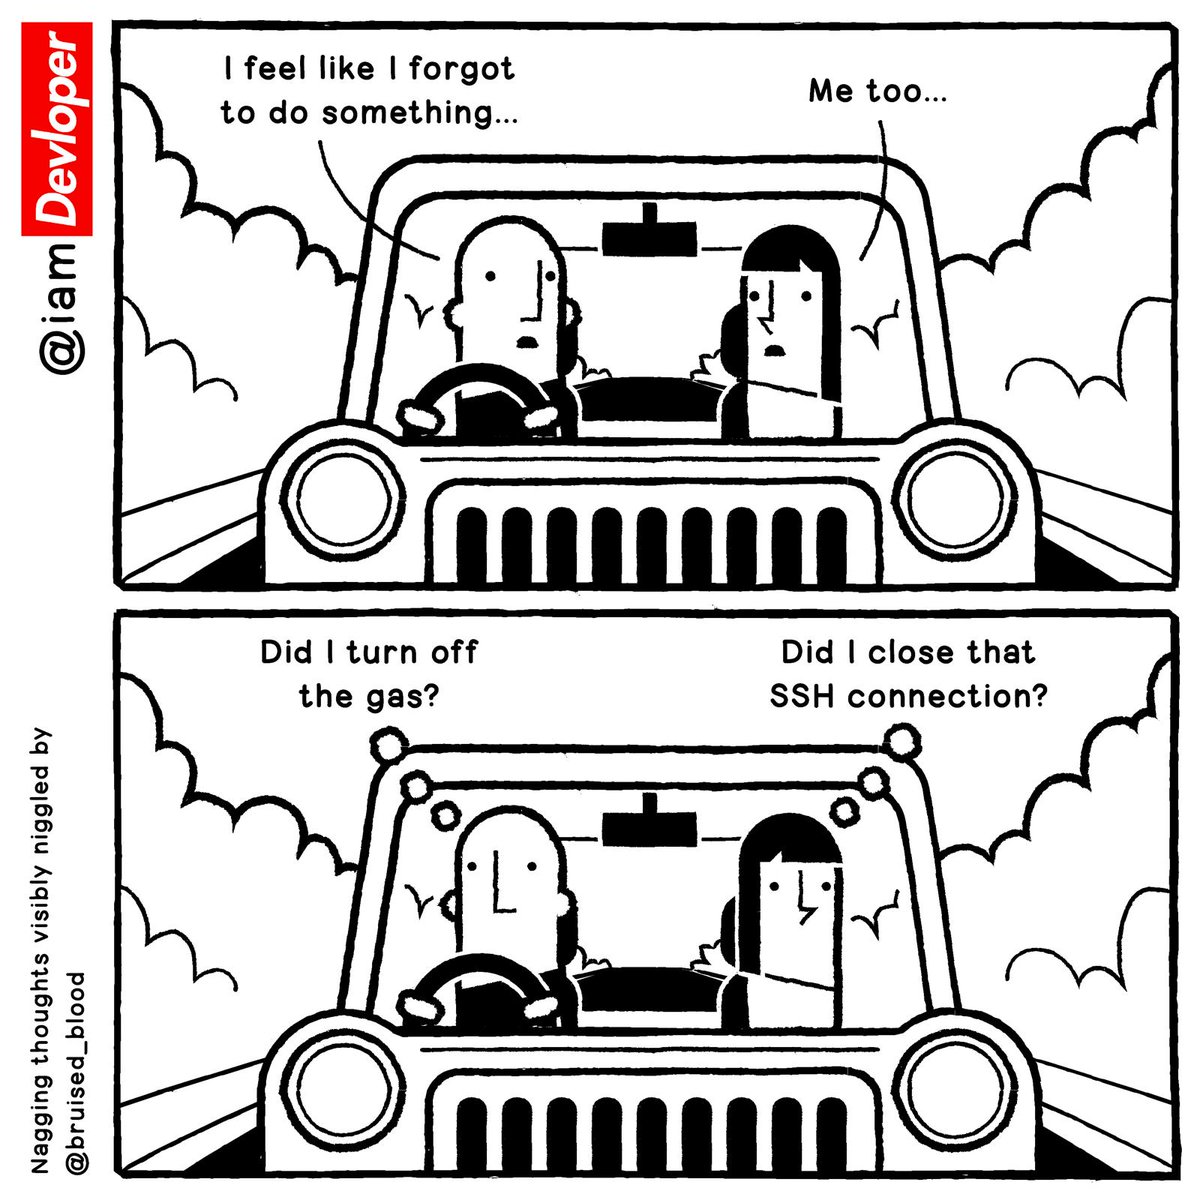 @iam Devloper
I feel like I forgot
to do something...
Me too...
Did I turn off
the gas?
Did I close that
SSH connection?
Nagging thoughts visibly niggled by
@bruised_blood